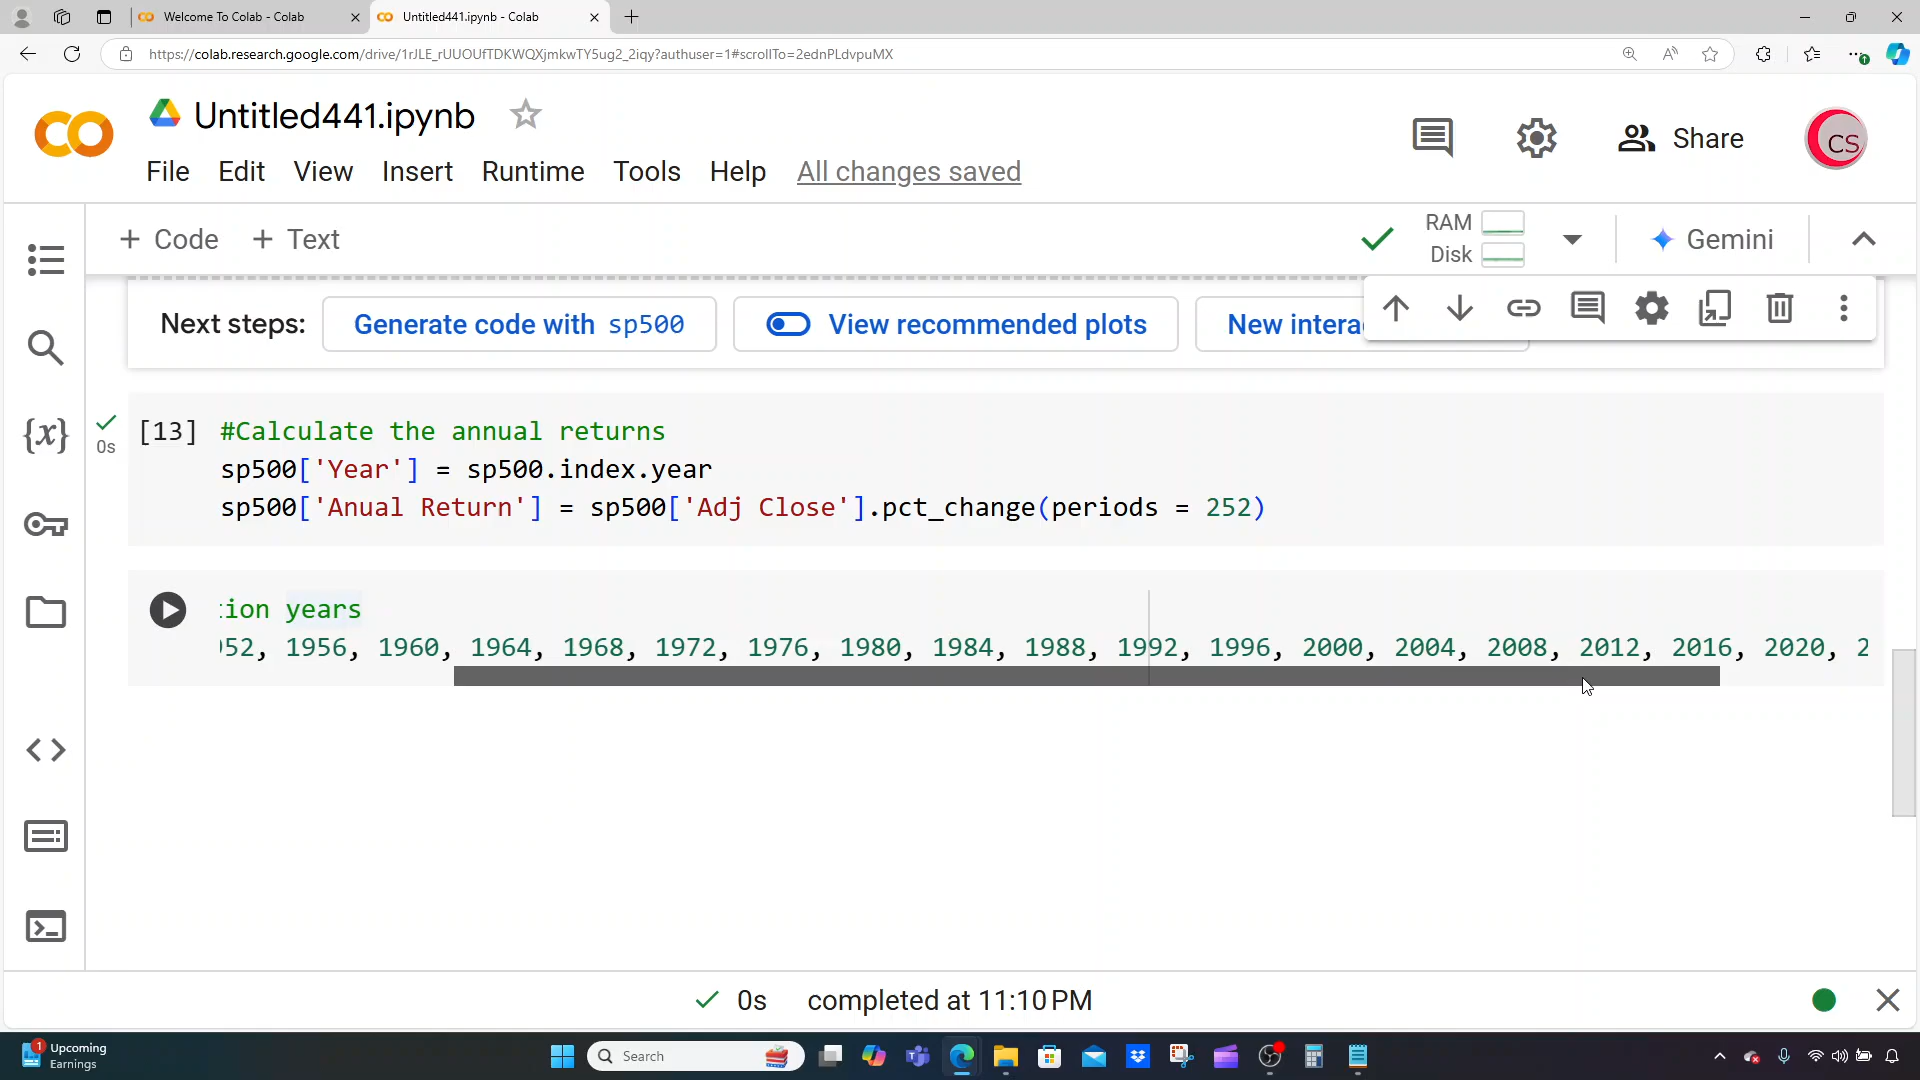 Welcome To Colab - Colab
Untitled441.ipynb - Colab
https://colab.research.google.com/drive/1rJLE_rUUOUfTDKWQXjmkwTY5ug2_2iqy?authuser=1#scrollTo=2ednPLdvpuMX
Untitled441.ipynb
Share
CS
File Edit View Insert Runtime Tools Help All changes saved
+ Code + Text
RAM
Disk
Gemini
Next steps: Generate code with sp500 View recommended plots New intera
[13] #Calculate the annual returns
0s
sp500['Year'] = sp500.index.year
sp500['Anual Return'] = sp500['Adj Close'].pct_change(periods = 252)
tion years
52, 1956, 1960, 1964, 1968, 1972, 1976, 1980, 1984, 1988, 1992, 1996, 2000, 2004, 2008, 2012, 2016, 2020, 2
0s completed at 11:10 PM
1
Upcoming
Earnings
Search